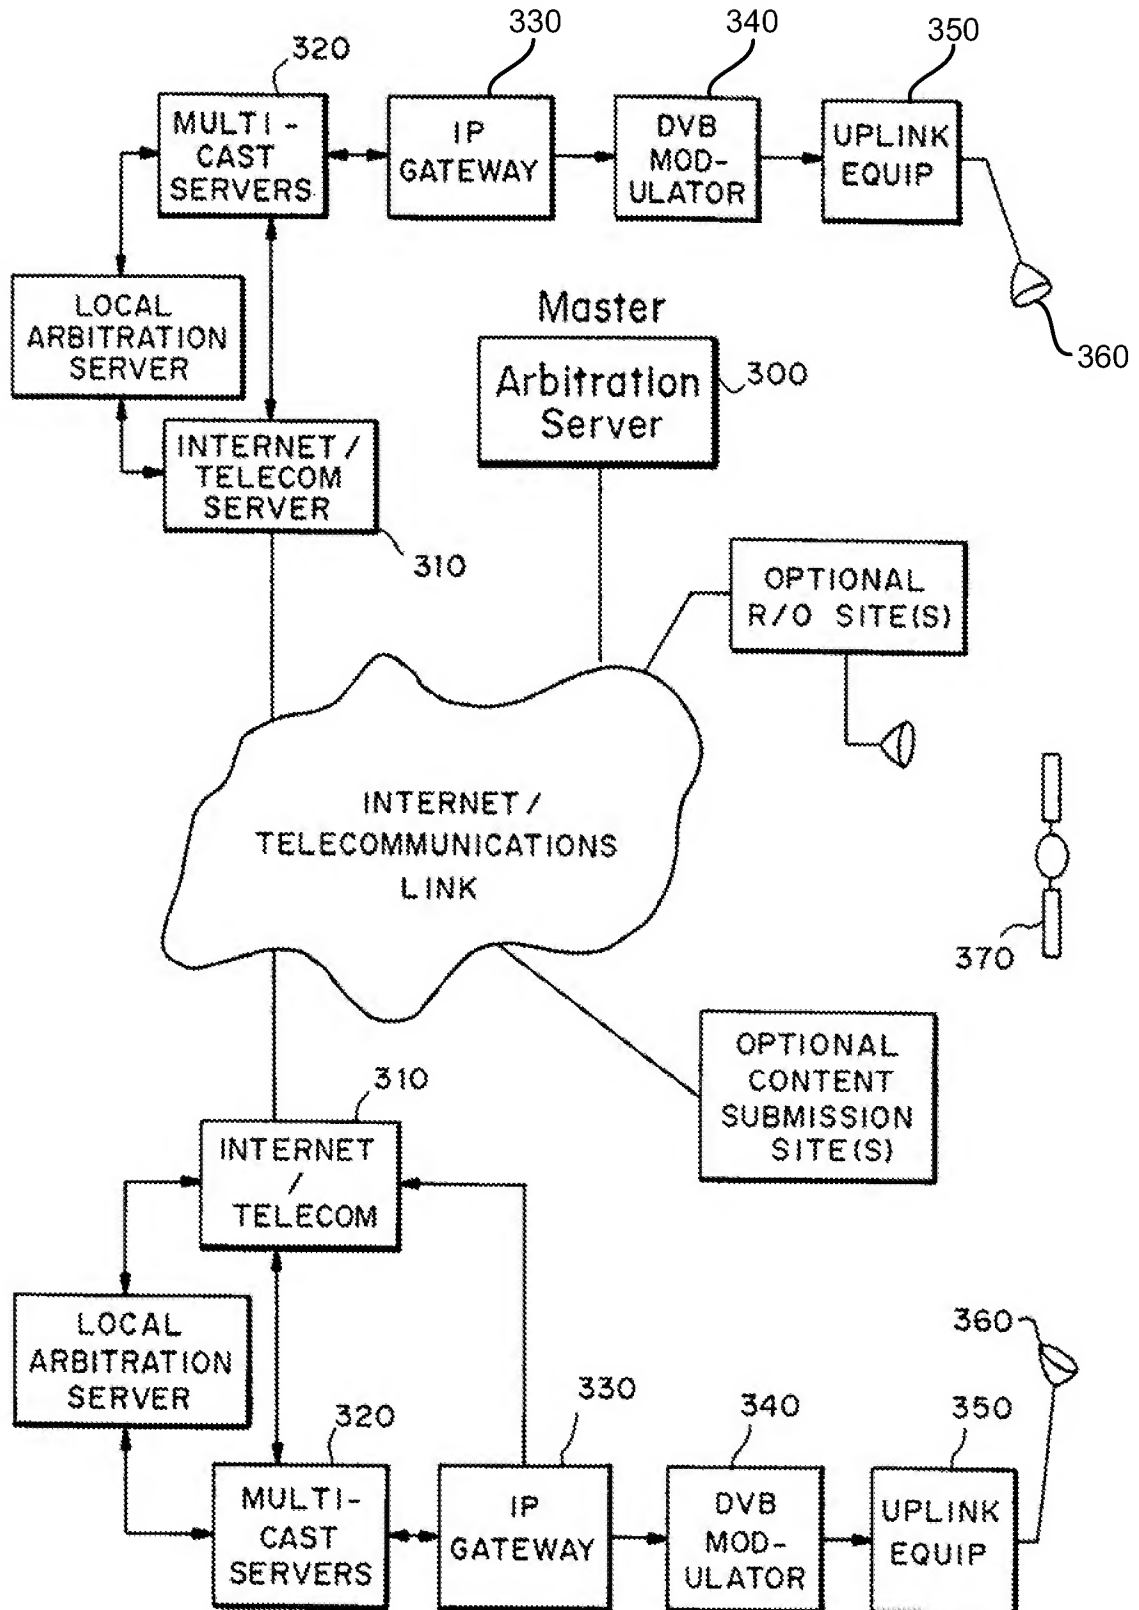 330
340
350
320
MULTI-
CAST
SERVERS
IP
GATEWAY
DVB
MOD-
ULATOR
UPLINK
EQUIP
LOCAL
ARBITRATION
SERVER
Master
Arbitration
Server
300
360
INTERNET/
TELECOM
SERVER
310
OPTIONAL
R/O SITE(S)
INTERNET/
TELECOMMUNICATIONS
LINK
370
OPTIONAL
CONTENT
SUBMISSION
SITE(S)
310
INTERNET
/
TELECOM
LOCAL
ARBITRATION
SERVER
360
320
330
340
350
MULTI-
CAST
SERVERS
IP
GATEWAY
DVB
MOD-
ULATOR
UPLINK
EQUIP